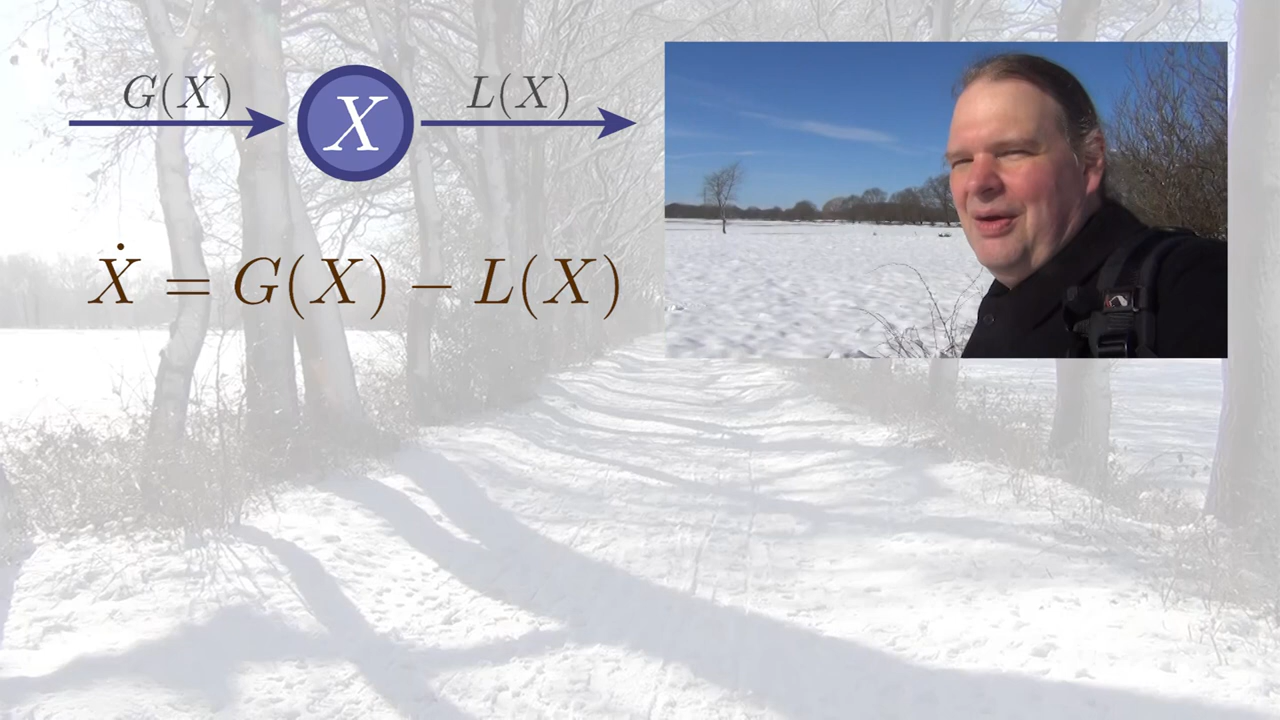 G(X) X L(X)
Ẋ = G(X) − L(X)